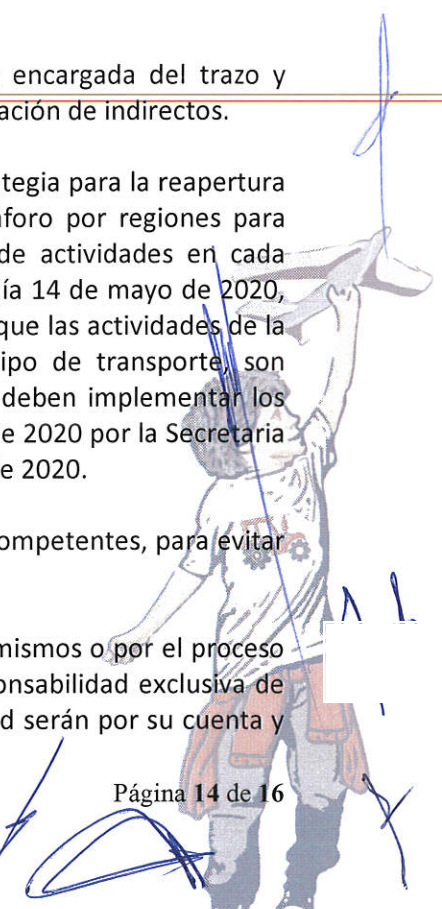 encargada del trazo y
ación de indirectos.
tegia para la reapertura
aforo por regiones para
de actividades en cada
ía 14 de mayo de 2020,
que las actividades de la
ipo de transporte, son
deben implementar los
e 2020 por la Secretaria
de 2020.
ompetentes, para evitar
mismos o por el proceso
onsabilidad exclusiva de
d serán por su cuenta y
Página 14 de 16